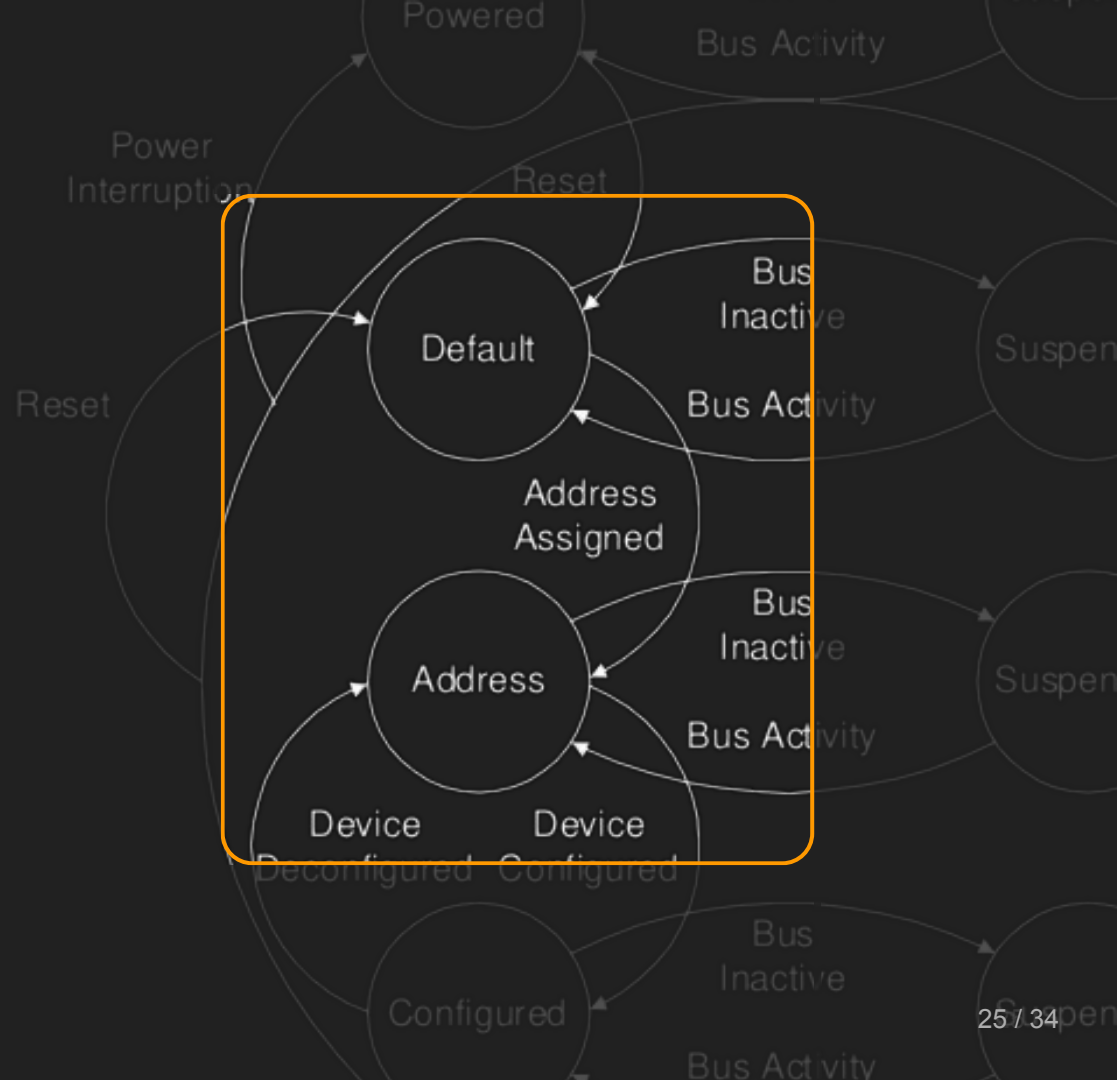 Powered
Bus Activity
Power
Interruption
Reset
Bus
Inactive
Default
Reset
Bus Activity
Address
Assigned
Bus
Inactive
Address
Bus Activity
Device
Deconfigured
Device
Configured
Bus
Inactive
Configured
25 / 34
Bus Activity